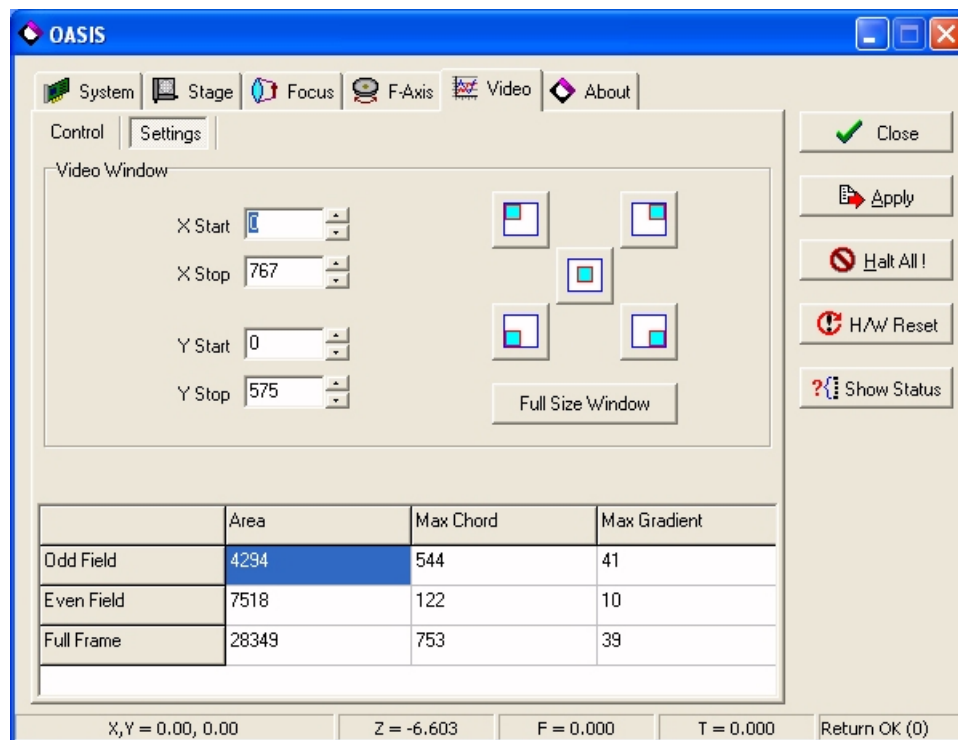 OASIS
System Stage Focus F-Axis Video About
Control Settings
Video Window
X Start 0
X Stop 767
Y Start 0
Y Stop 575
Full Size Window
Close
Apply
Halt All !
H/W Reset
?{ Show Status
Area Max Chord Max Gradient
Odd Field 4294 544 41
Even Field 7518 122 10
Full Frame 28349 753 39
X,Y = 0.00, 0.00 Z = -6.603 F = 0.000 T = 0.000 Return OK (0)